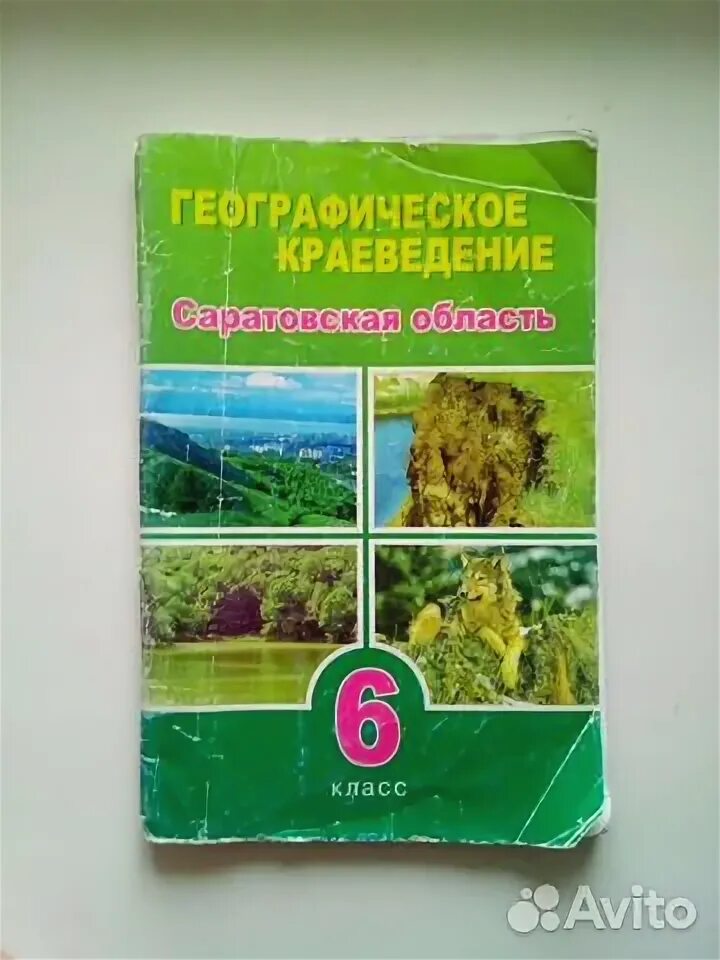 ГЕОГРАФИЧЕСКОЕ
КРАЕВЕДЕНИЕ
Саратовская область
6
класс
Avito